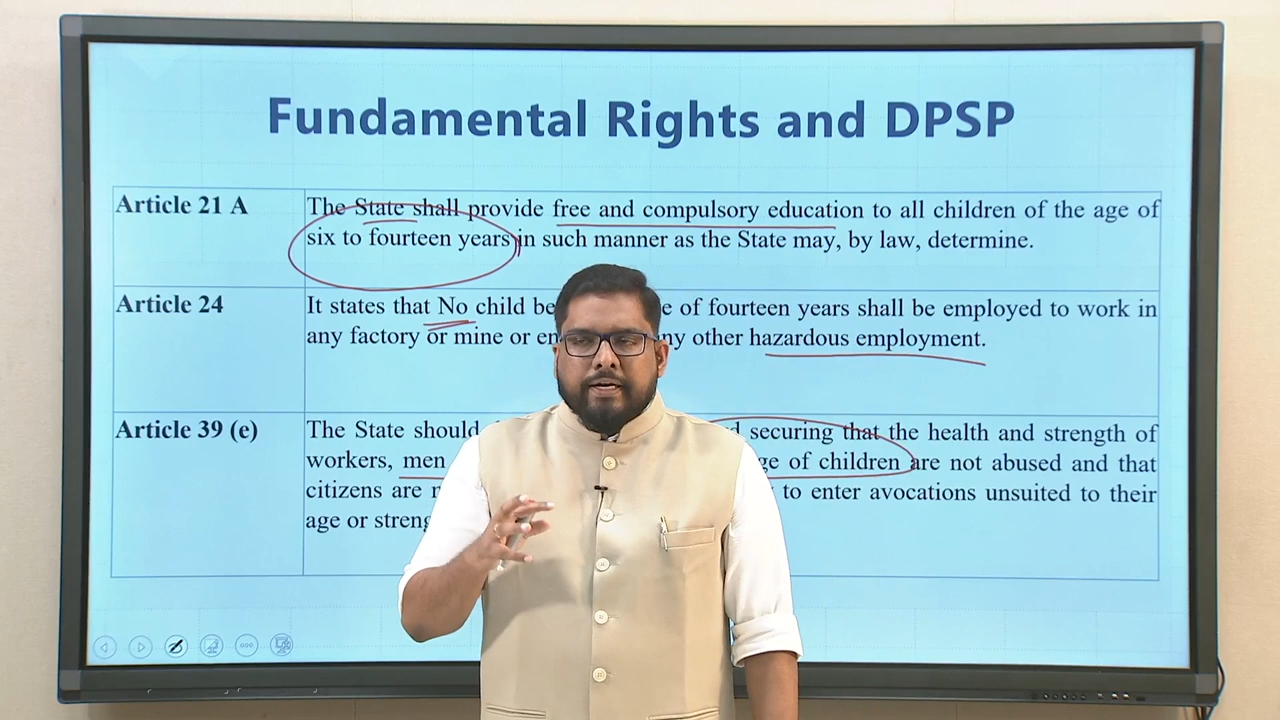 Fundamental Rights and DPSP
Article 21 A
The State shall provide free and compulsory education to all children of the age of
six to fourteen years in such manner as the State may, by law, determine.
Article 24
It states that No child be of fourteen years shall be employed to work in
any factory or mine or en any other hazardous employment.
Article 39 (e)
The State should securing that the health and strength of
workers, men of children are not abused and that
citizens are to enter avocations unsuited to their
age or streng